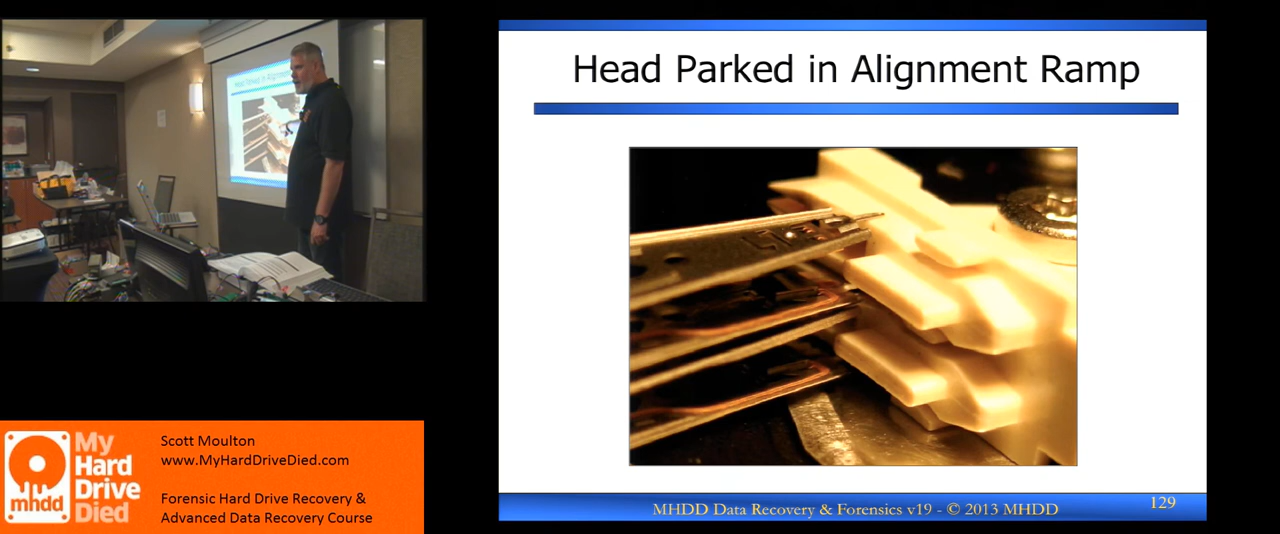 Head Parked in Alignment Ramp
My
Hard
Drive
Died
mhdd
Scott Moulton
www.MyHardDriveDied.com
Forensic Hard Drive Recovery &
Advanced Data Recovery Course
MHDD Data Recovery & Forensics v19 - © 2013 MHDD
129